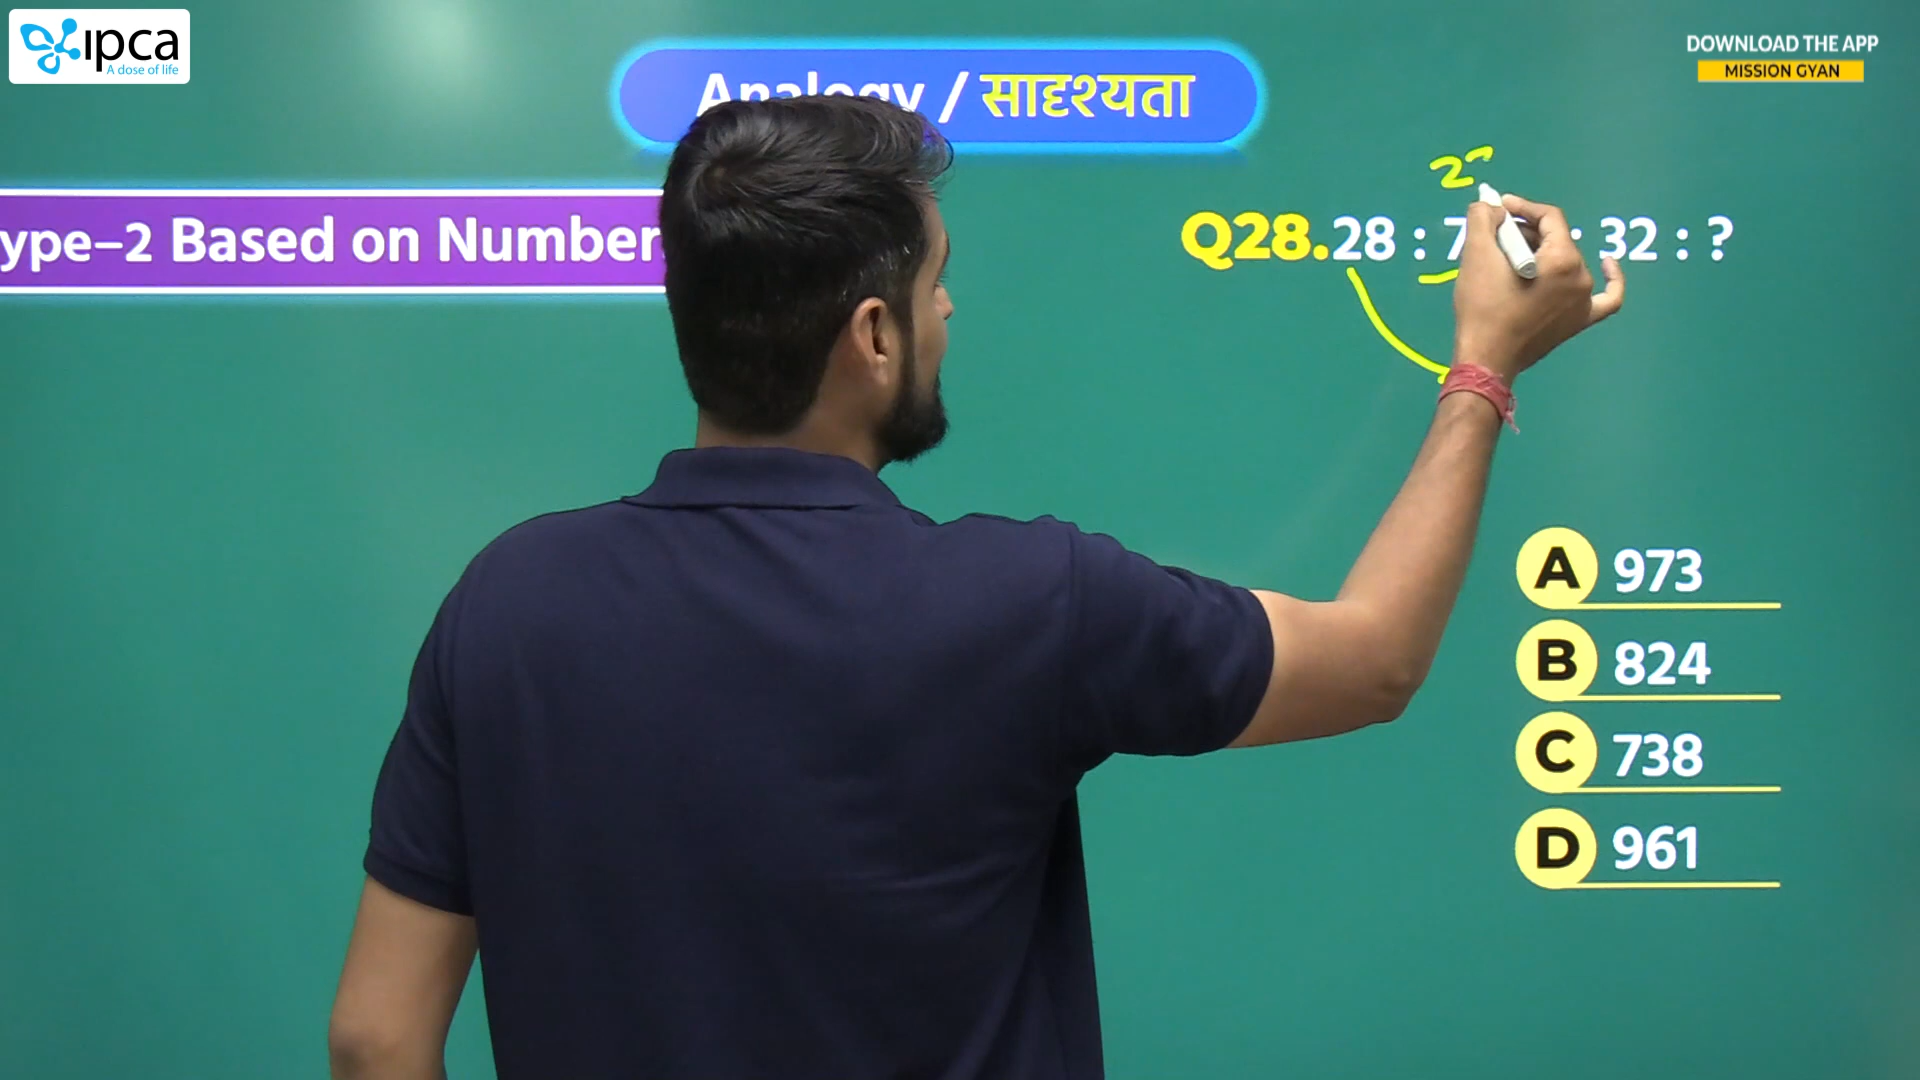 ipca
A dose of life
DOWNLOAD THE APP
MISSION GYAN
Analogy / सादृश्यता
ype–2 Based on Number
Q28. 28 : 7 : 32 : ?
A 973
B 824
C 738
D 961